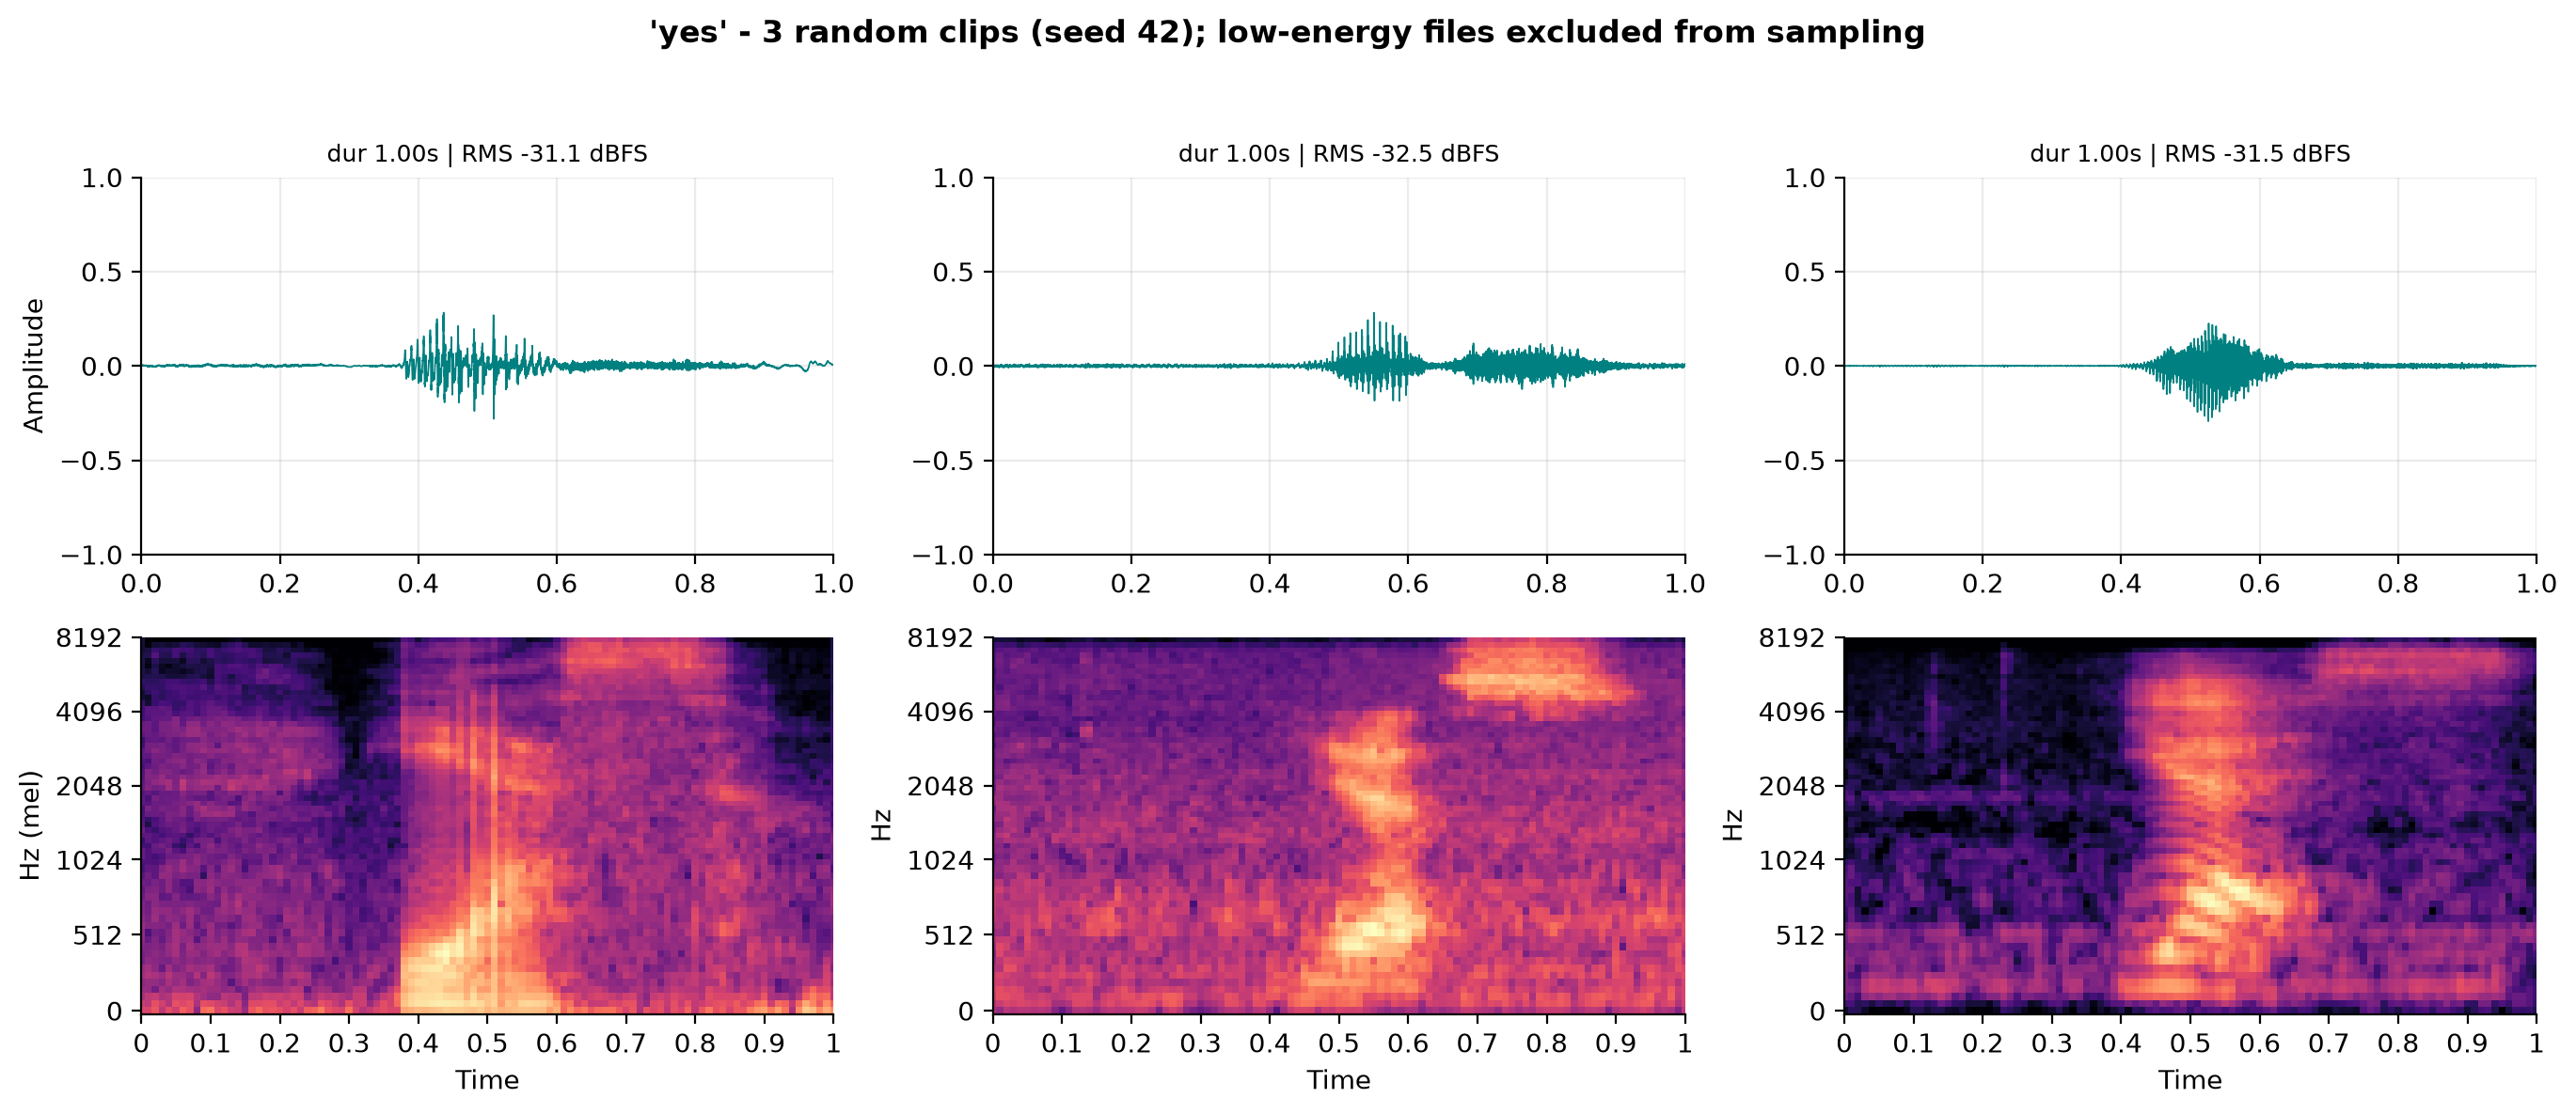 'yes' - 3 random clips (seed 42); low-energy files excluded from sampling
dur 1.00s | RMS -31.1 dBFS
dur 1.00s | RMS -32.5 dBFS
dur 1.00s | RMS -31.5 dBFS
Amplitude
1.0
0.5
0.0
−0.5
−1.0
0.0 0.2 0.4 0.6 0.8 1.0
1.0
0.5
0.0
−0.5
−1.0
0.0 0.2 0.4 0.6 0.8 1.0
1.0
0.5
0.0
−0.5
−1.0
0.0 0.2 0.4 0.6 0.8 1.0
Hz (mel)
8192
4096
2048
1024
512
0
0 0.1 0.2 0.3 0.4 0.5 0.6 0.7 0.8 0.9 1
Time
Hz
8192
4096
2048
1024
512
0
0 0.1 0.2 0.3 0.4 0.5 0.6 0.7 0.8 0.9 1
Time
Hz
8192
4096
2048
1024
512
0
0 0.1 0.2 0.3 0.4 0.5 0.6 0.7 0.8 0.9 1
Time